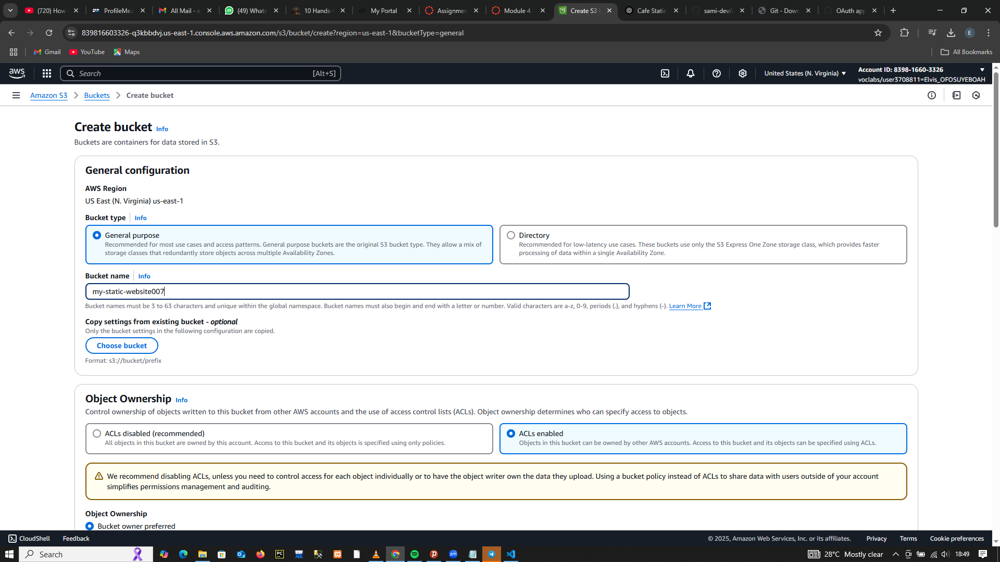 (720) How
ProfileMe.
All Mail - e
(49) Whats
10 Hands-
My Portal
Assignmen
Module 4 -
Create S3 b
Cafe Static
sami-dev/
Git - Down
OAuth app
839816603326-q3kbbdvj.us-east-1.console.aws.amazon.com/s3/bucket/create?region=us-east-1&bucketType=general
E
Gmail
YouTube
Maps
All Bookmarks
aws
Search
[Alt+S]
United States (N. Virginia)
Account ID: 8398-1660-3326
voclabs/user3708811=Elvis_OFOSUYEBOAH
Amazon S3
Buckets
Create bucket
Create bucket Info
Buckets are containers for data stored in S3.
General configuration
AWS Region
US East (N. Virginia) us-east-1
Bucket type Info
General purpose
Recommended for most use cases and access patterns. General purpose buckets are the original S3 bucket type. They allow a mix of
storage classes that redundantly store objects across multiple Availability Zones.
Directory
Recommended for low-latency use cases. These buckets use only the S3 Express One Zone storage class, which provides faster
processing of data within a single Availability Zone.
Bucket name Info
my-static-website007
Bucket names must be 3 to 63 characters and unique within the global namespace. Bucket names must also begin and end with a letter or number. Valid characters are a-z, 0-9, periods (.), and hyphens (-). Learn More
Copy settings from existing bucket - optional
Only the bucket settings in the following configuration are copied.
Choose bucket
Format: s3://bucket/prefix
Object Ownership Info
Control ownership of objects written to this bucket from other AWS accounts and the use of access control lists (ACLs). Object ownership determines who can specify access to objects.
ACLs disabled (recommended)
All objects in this bucket are owned by this account. Access to this bucket and its objects is specified using only policies.
ACLs enabled
Objects in this bucket can be owned by other AWS accounts. Access to this bucket and its objects can be specified using ACLs.
We recommend disabling ACLs, unless you need to control access for each object individually or to have the object writer own the data they upload. Using a bucket policy instead of ACLs to share data with users outside of your account
simplifies permissions management and auditing.
Object Ownership
Bucket owner preferred
CloudShell
Feedback
© 2025, Amazon Web Services, Inc. or its affiliates.
Privacy
Terms
Cookie preferences
Search
28°C Mostly clear
18:49